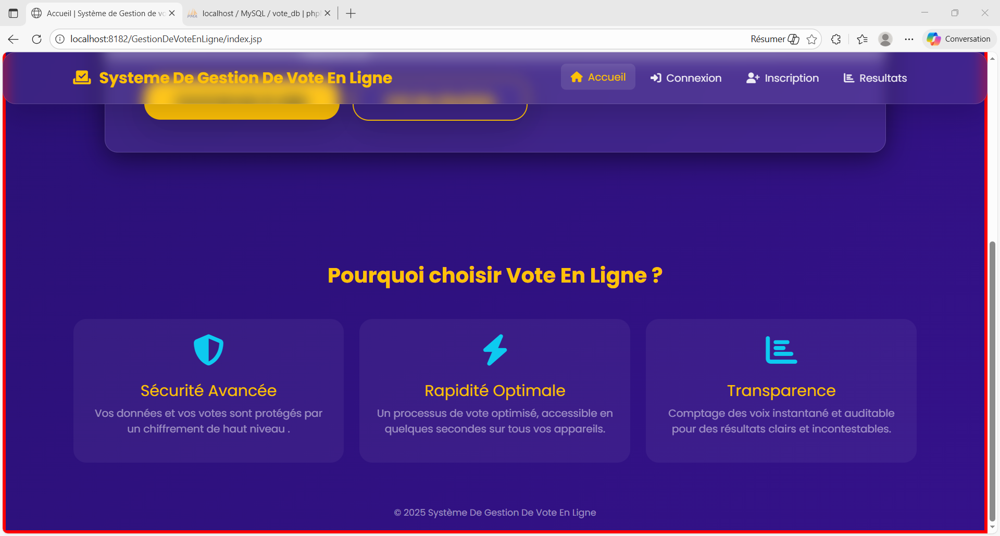 Accueil | Système de Gestion de vo
localhost / MySQL / vote_db | php
localhost:8182/GestionDeVoteEnLigne/index.jsp
Résumer
Conversation
Systeme De Gestion De Vote En Ligne
Accueil
Connexion
Inscription
Resultats
Pourquoi choisir Vote En Ligne ?
Sécurité Avancée
Vos données et vos votes sont protégés par
un chiffrement de haut niveau .
Rapidité Optimale
Un processus de vote optimisé, accessible en
quelques secondes sur tous vos appareils.
Transparence
Comptage des voix instantané et auditable
pour des résultats clairs et incontestables.
© 2025 Système De Gestion De Vote En Ligne